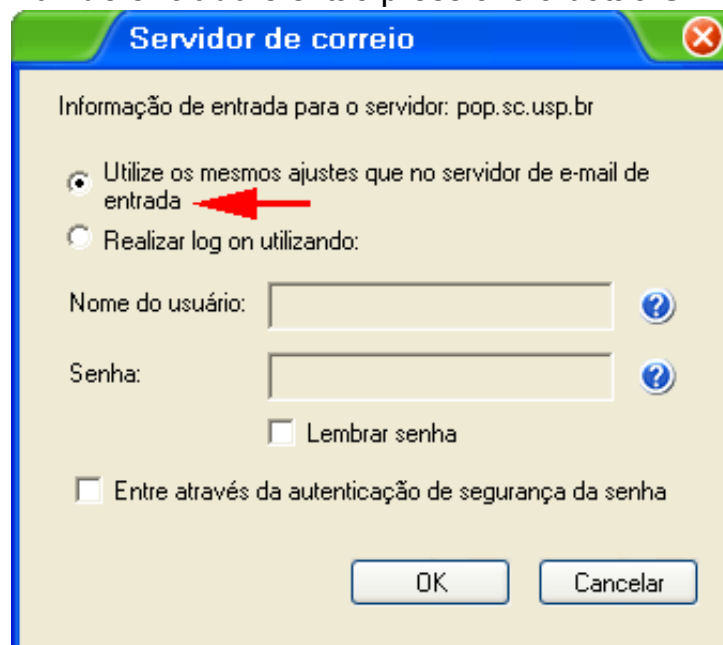 Servidor de correio
Informação de entrada para o servidor: pop.sc.usp.br
Utilize os mesmos ajustes que no servidor de e-mail de
entrada
Realizar log on utilizando:
Nome do usuário:
Senha:
Lembrar senha
Entre através da autenticação de segurança da senha
OK Cancelar